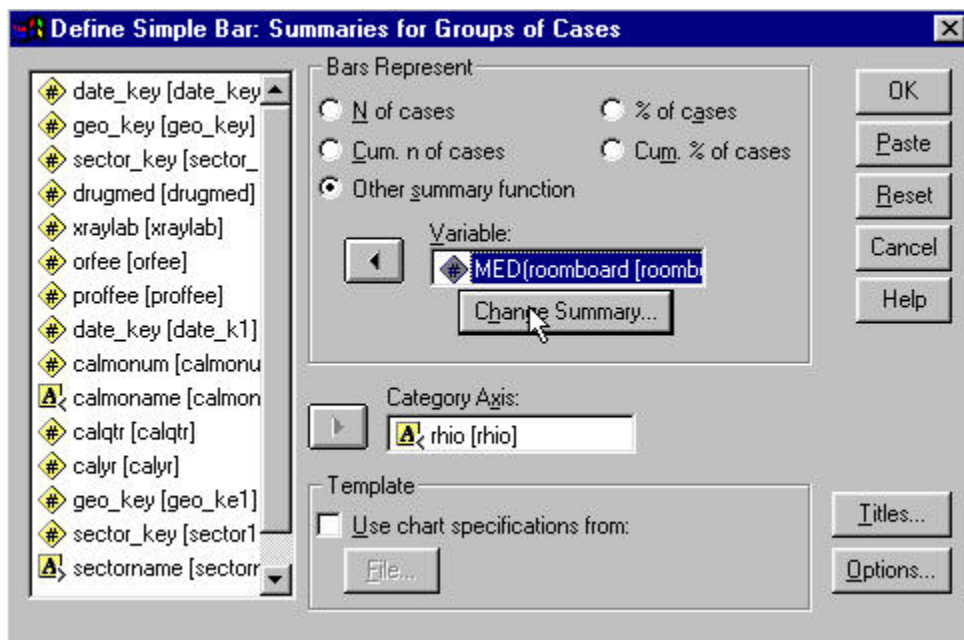 Define Simple Bar: Summaries for Groups of Cases
# date_key [date_key
# geo_key [geo_key]
# sector_key [sector_
# drugmed [drugmed]
# xraylab [xraylab]
# orfee [orfee]
# proffee [proffee]
# date_key [date_k1]
# calmonum [calmonu
A calmoname [calmon
# calqtr [calqtr]
# calyr [calyr]
# geo_key [geo_ke1]
# sector_key [sector1
A sectorname [sectorr
Bars Represent
N of cases
% of cases
Cum. n of cases
Cum. % of cases
Other summary function
Variable:
# MED(roomboard [roomb
Change Summary...
Category Axis:
A rhio [rhio]
Template
Use chart specifications from:
File...
OK
Paste
Reset
Cancel
Help
Titles...
Options...